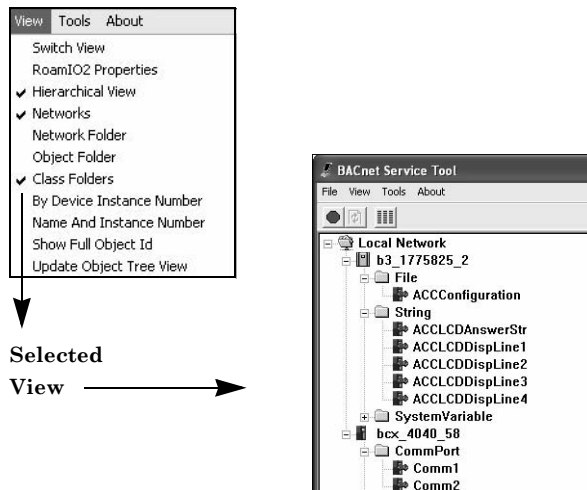 View Tools About
Switch View
RoamIO2 Properties
Hierarchical View
Networks
Network Folder
Object Folder
Class Folders
By Device Instance Number
Name And Instance Number
Show Full Object Id
Update Object Tree View
Selected
View
BACnet Service Tool
File View Tools About
Local Network
b3_1775825_2
File
ACCConfiguration
String
ACCLCDAnswerStr
ACCLCDDispLine1
ACCLCDDispLine2
ACCLCDDispLine3
ACCLCDDispLine4
SystemVariable
bcx_4040_58
CommPort
Comm1
Comm2